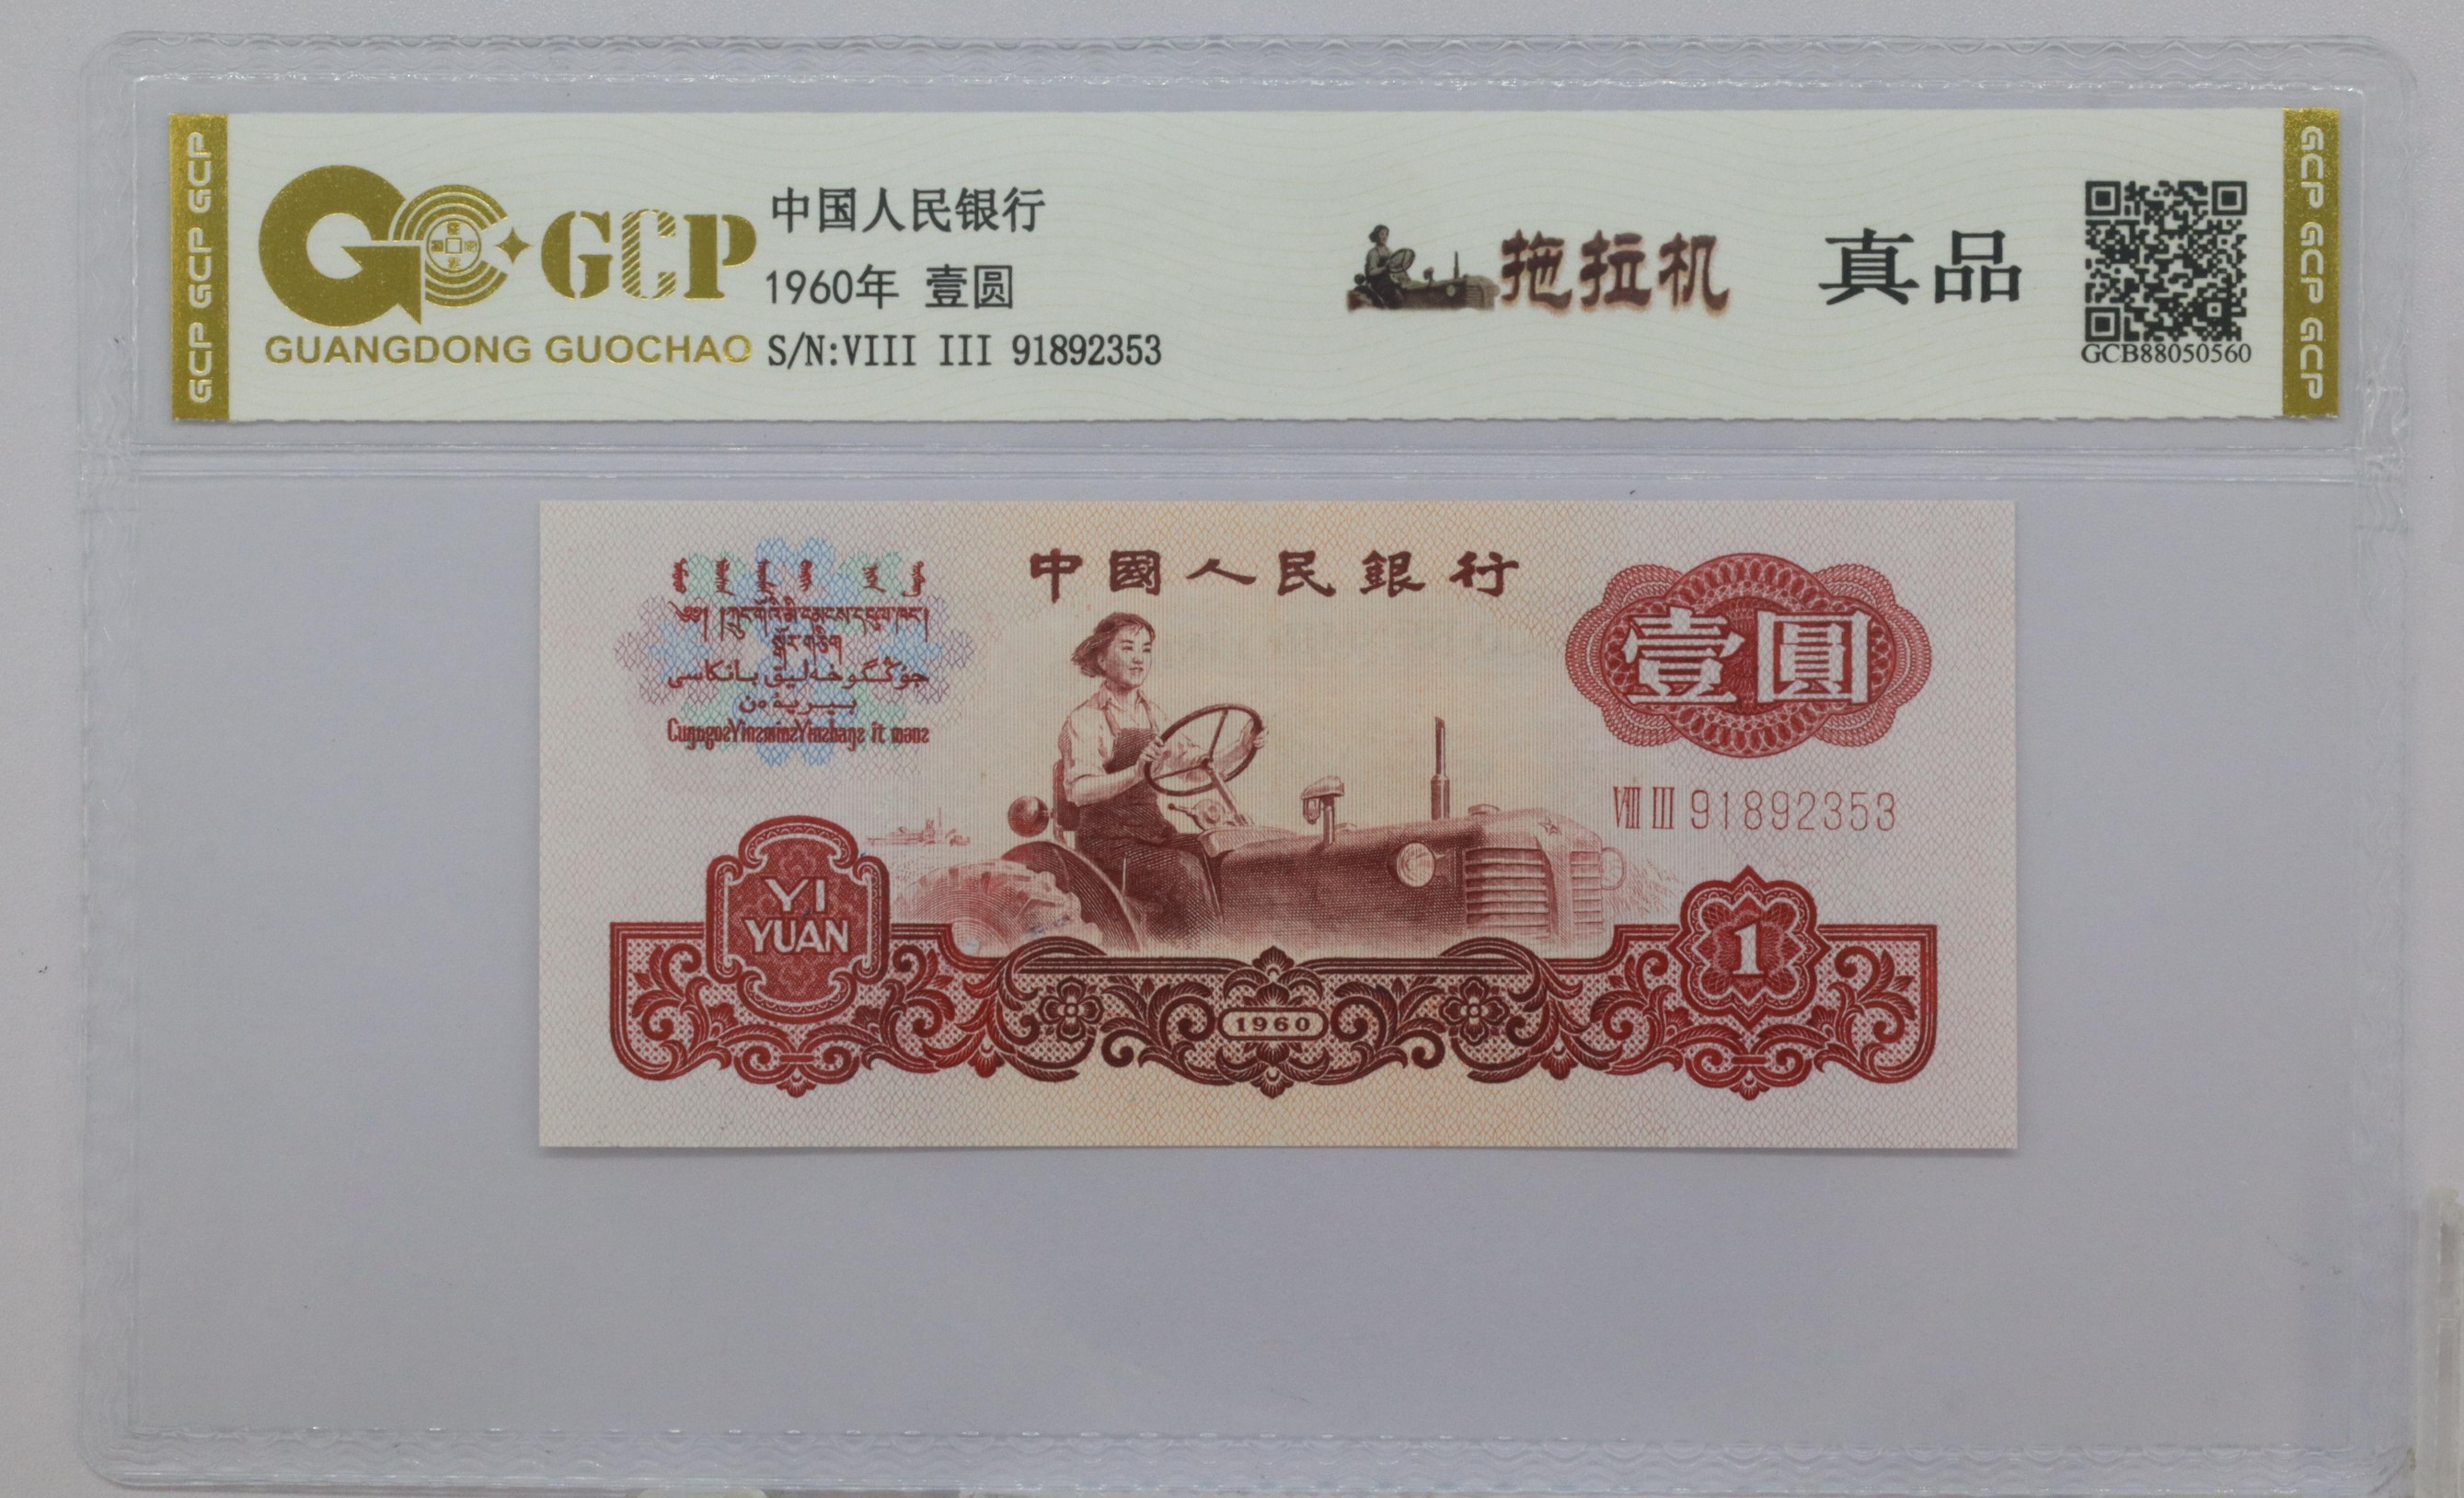 GCP GCP GCP
GCP
GUANGDONG GUOCHAO
中国人民银行
1960年 壹圆
S/N:VIII III 91892353
拖拉机
真品
GCB88050560
GCP GCP GCP
中國人民銀行
壹圓
VIII III 91892353
YI
YUAN
1
1960